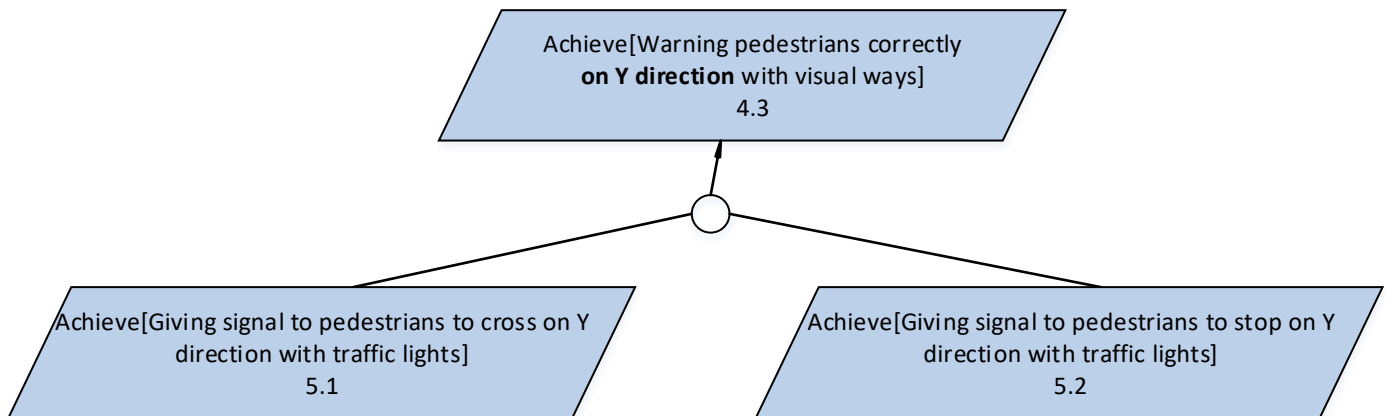 Achieve[Warning pedestrians correctly
on Y direction with visual ways]
4.3
Achieve[Giving signal to pedestrians to cross on Y
direction with traffic lights]
5.1
Achieve[Giving signal to pedestrians to stop on Y
direction with traffic lights]
5.2